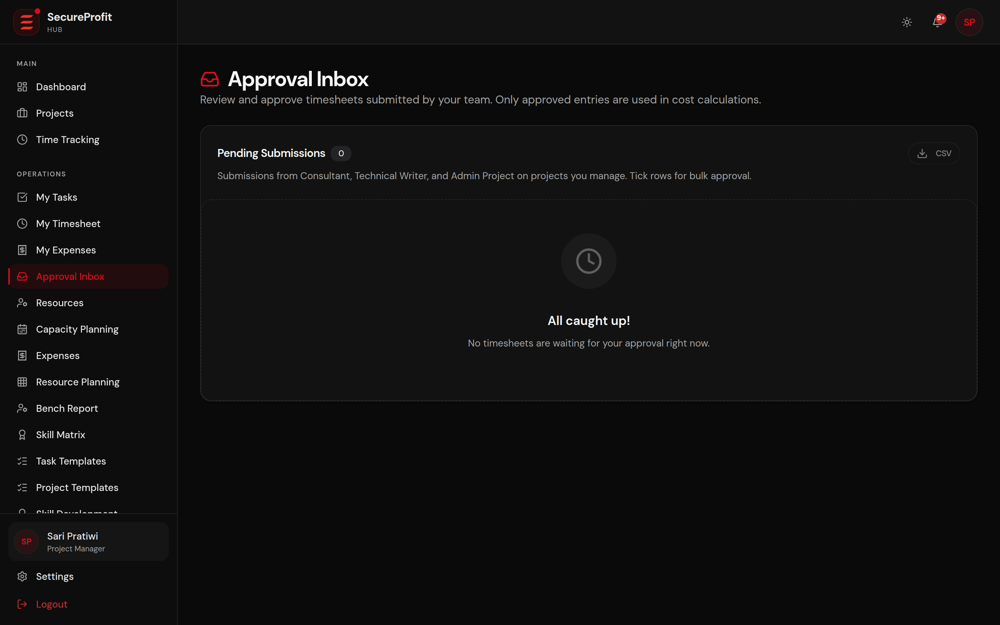 SecureProfit
HUB
9+
SP
MAIN
Dashboard
Projects
Time Tracking
OPERATIONS
My Tasks
My Timesheet
My Expenses
Approval Inbox
Resources
Capacity Planning
Expenses
Resource Planning
Bench Report
Skill Matrix
Task Templates
Project Templates
Skill Development
SP
Sari Pratiwi
Project Manager
Settings
Logout
Approval Inbox
Review and approve timesheets submitted by your team. Only approved entries are used in cost calculations.
Pending Submissions 0
CSV
Submissions from Consultant, Technical Writer, and Admin Project on projects you manage. Tick rows for bulk approval.
All caught up!
No timesheets are waiting for your approval right now.